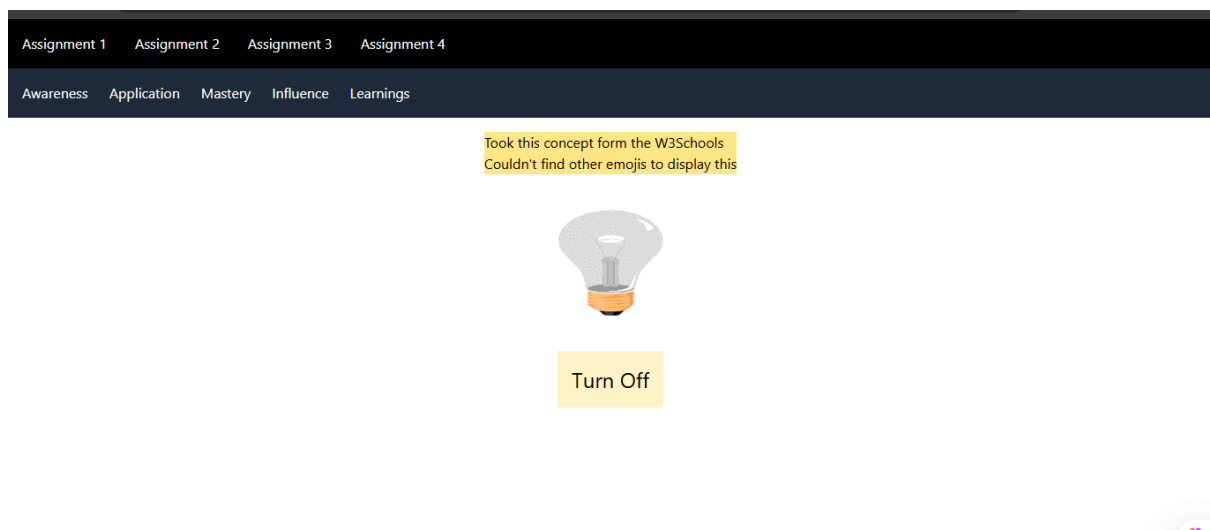 Assignment 1 Assignment 2 Assignment 3 Assignment 4
Awareness Application Mastery Influence Learnings
Took this concept form the W3Schools
Couldn't find other emojis to display this
Turn Off